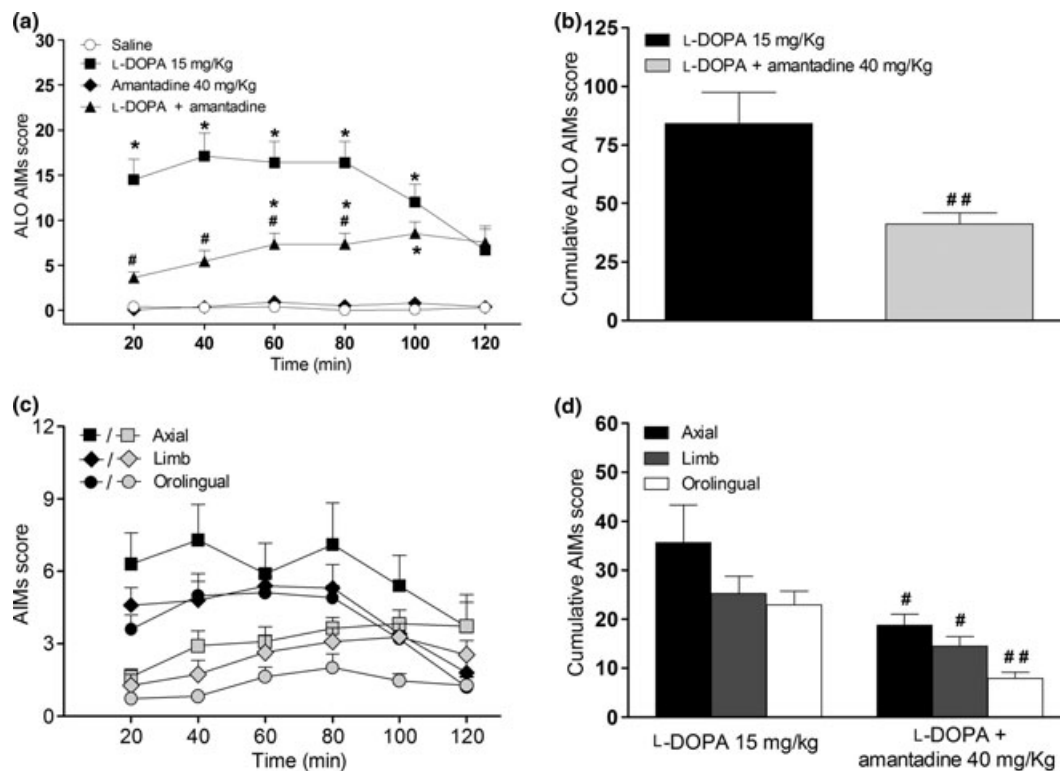 (a)
30
25
20
15
10
5
0
ALO AIMs score
Saline
L-DOPA 15 mg/Kg
Amantadine 40 mg/Kg
L-DOPA + amantadine
* * * * *
* *
# # # #
*
20 40 60 80 100 120
Time (min)
(b)
125
100
75
50
25
0
Cumulative ALO AIMs score
L-DOPA 15 mg/Kg
L-DOPA + amantadine 40 mg/Kg
##
(c)
12
9
6
3
0
AIMs score
/ Axial
/ Limb
/ Orolingual
20 40 60 80 100 120
Time (min)
(d)
60
50
40
30
20
10
0
Cumulative AIMs score
Axial
Limb
Orolingual
# # ##
L-DOPA 15 mg/kg
L-DOPA +
amantadine 40 mg/Kg